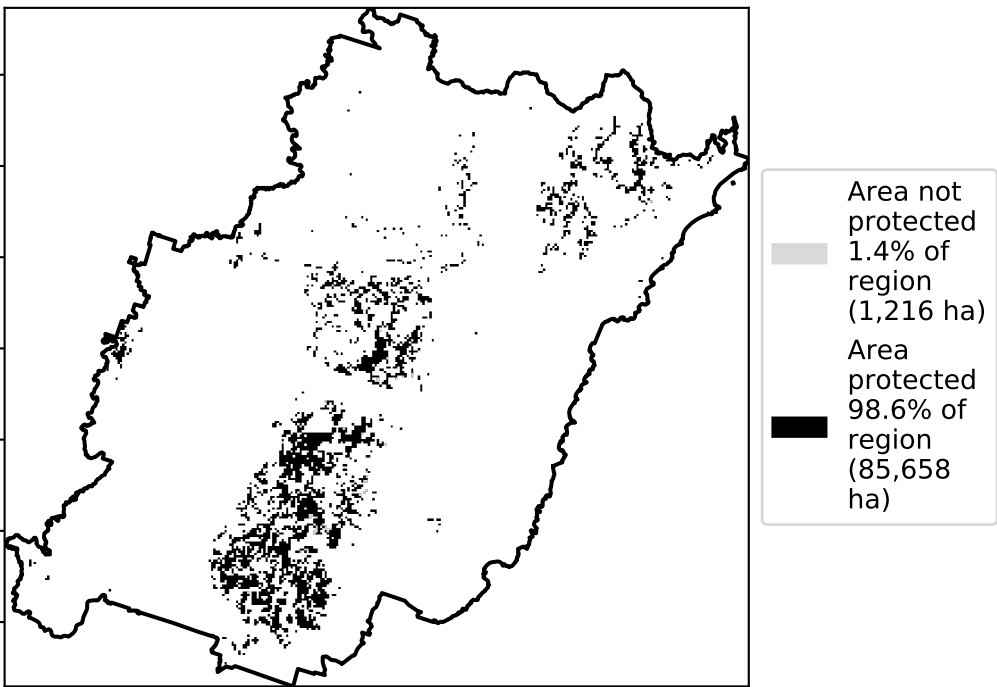 Area not
protected
1.4% of
region
(1,216 ha)
Area
protected
98.6% of
region
(85,658
ha)